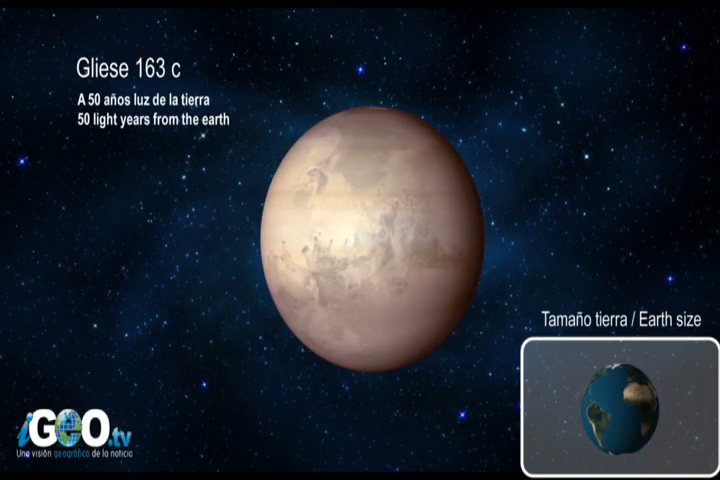 Gliese 163 c
A 50 años luz de la tierra
50 light years from the earth
Tamaño tierra / Earth size
iGEO.tv
Una visión geográfica de la noticia